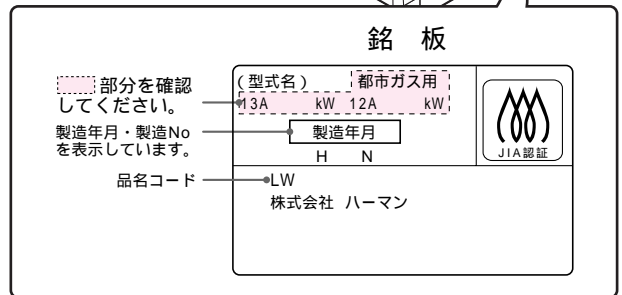 銘 板
部分を確認
してください。
(型式名)
都市ガス用
13A kW 12A kW
製造年月・製造No
を表示しています。
製造年月
H N
JIA認証
品名コード
LW
株式会社 ハーマン